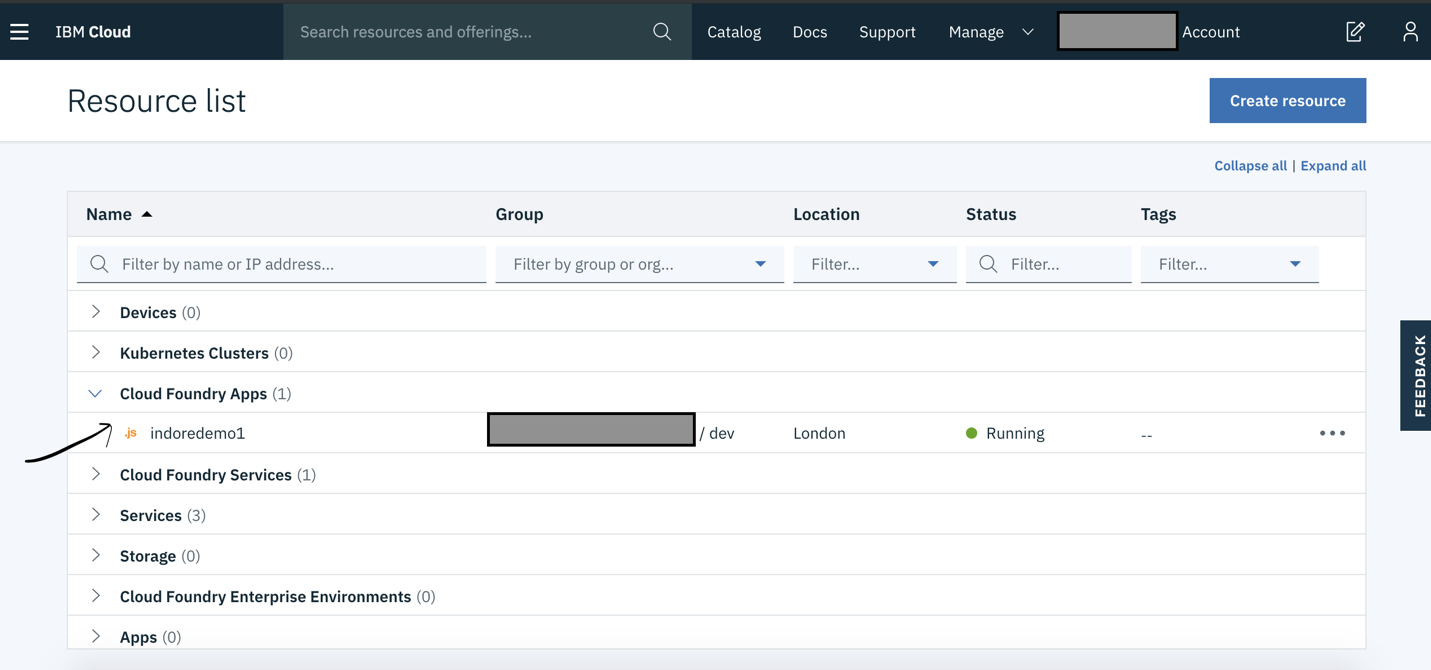 IBM Cloud Search resources and offerings... Catalog Docs Support Manage Account
Resource list
Create resource
Collapse all | Expand all
Name Group Location Status Tags
Filter by name or IP address... Filter by group or org... Filter... Filter... Filter...
Devices (0)
Kubernetes Clusters (0)
Cloud Foundry Apps (1)
.js indoredemo1 / dev London Running --
Cloud Foundry Services (1)
Services (3)
Storage (0)
Cloud Foundry Enterprise Environments (0)
Apps (0)
FEEDBACK